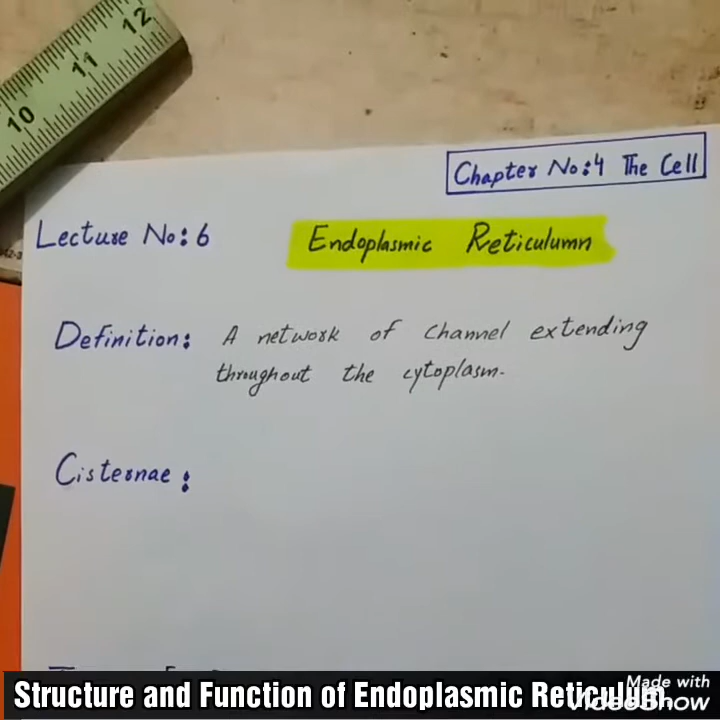 10 11 12
Chapter No:4 The Cell
Lecture No:6
Endoplasmic Reticulumn
Definition: A network of channel extending
throughout the cytoplasm.
Cisternae:
Structure and Function of Endoplasmic Reticulum.
Made with
VideoShow